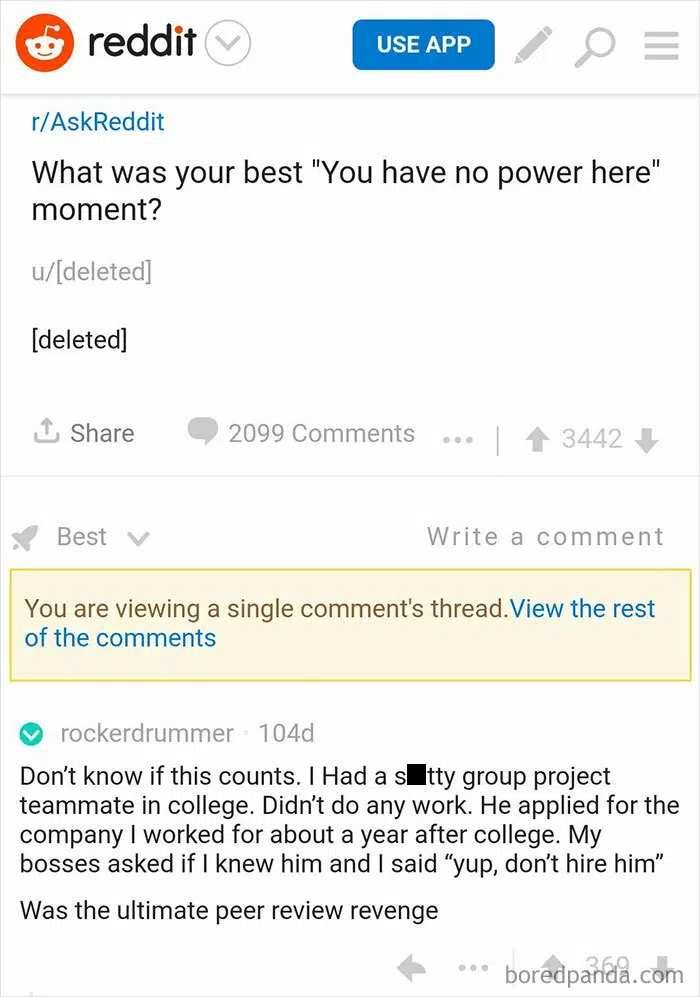 reddit
USE APP
r/AskReddit
What was your best "You have no power here"
moment?
u/[deleted]
[deleted]
Share
2099 Comments
3442
Best
Write a comment
You are viewing a single comment's thread.View the rest
of the comments
rockerdrummer · 104d
Don’t know if this counts. I Had a s■tty group project
teammate in college. Didn’t do any work. He applied for the
company I worked for about a year after college. My
bosses asked if I knew him and I said “yup, don’t hire him”
Was the ultimate peer review revenge
369
boredpanda.com